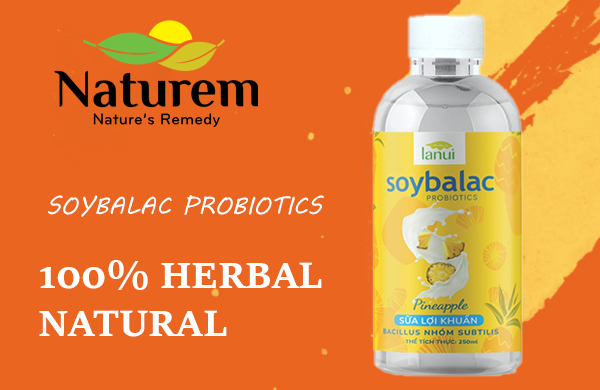 Naturem
Nature's Remedy
SOYBALAC PROBIOTICS
100% HERBAL
NATURAL
lanui
soybalac
PROBIOTICS
Pineapple
SỮA LỢI KHUẨN
BACILLUS NHÓM SUBTILIS
THỂ TÍCH THỰC: 250ml